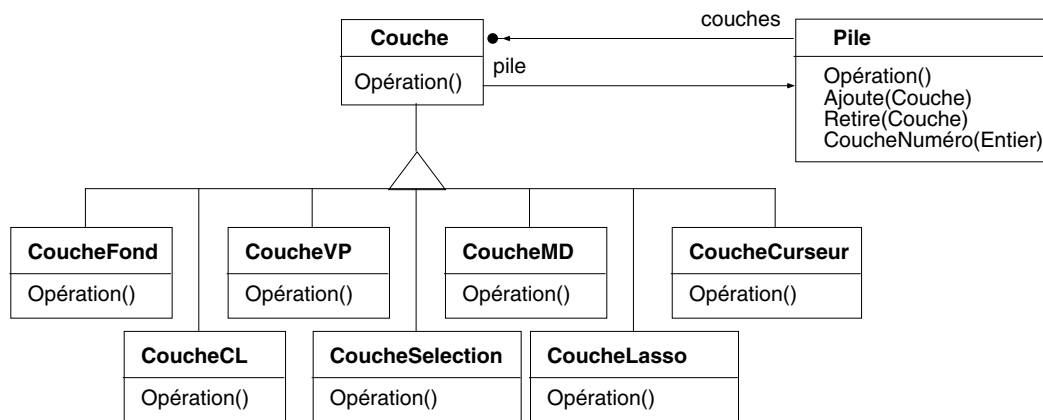 couches
Couche
Pile
pile
Opération()
Opération()
Ajoute(Couche)
Retire(Couche)
CoucheNuméro(Entier)
CoucheFond
CoucheVP
CoucheMD
CoucheCurseur
Opération()
Opération()
Opération()
Opération()
CoucheCL
CoucheSelection
CoucheLasso
Opération()
Opération()
Opération()